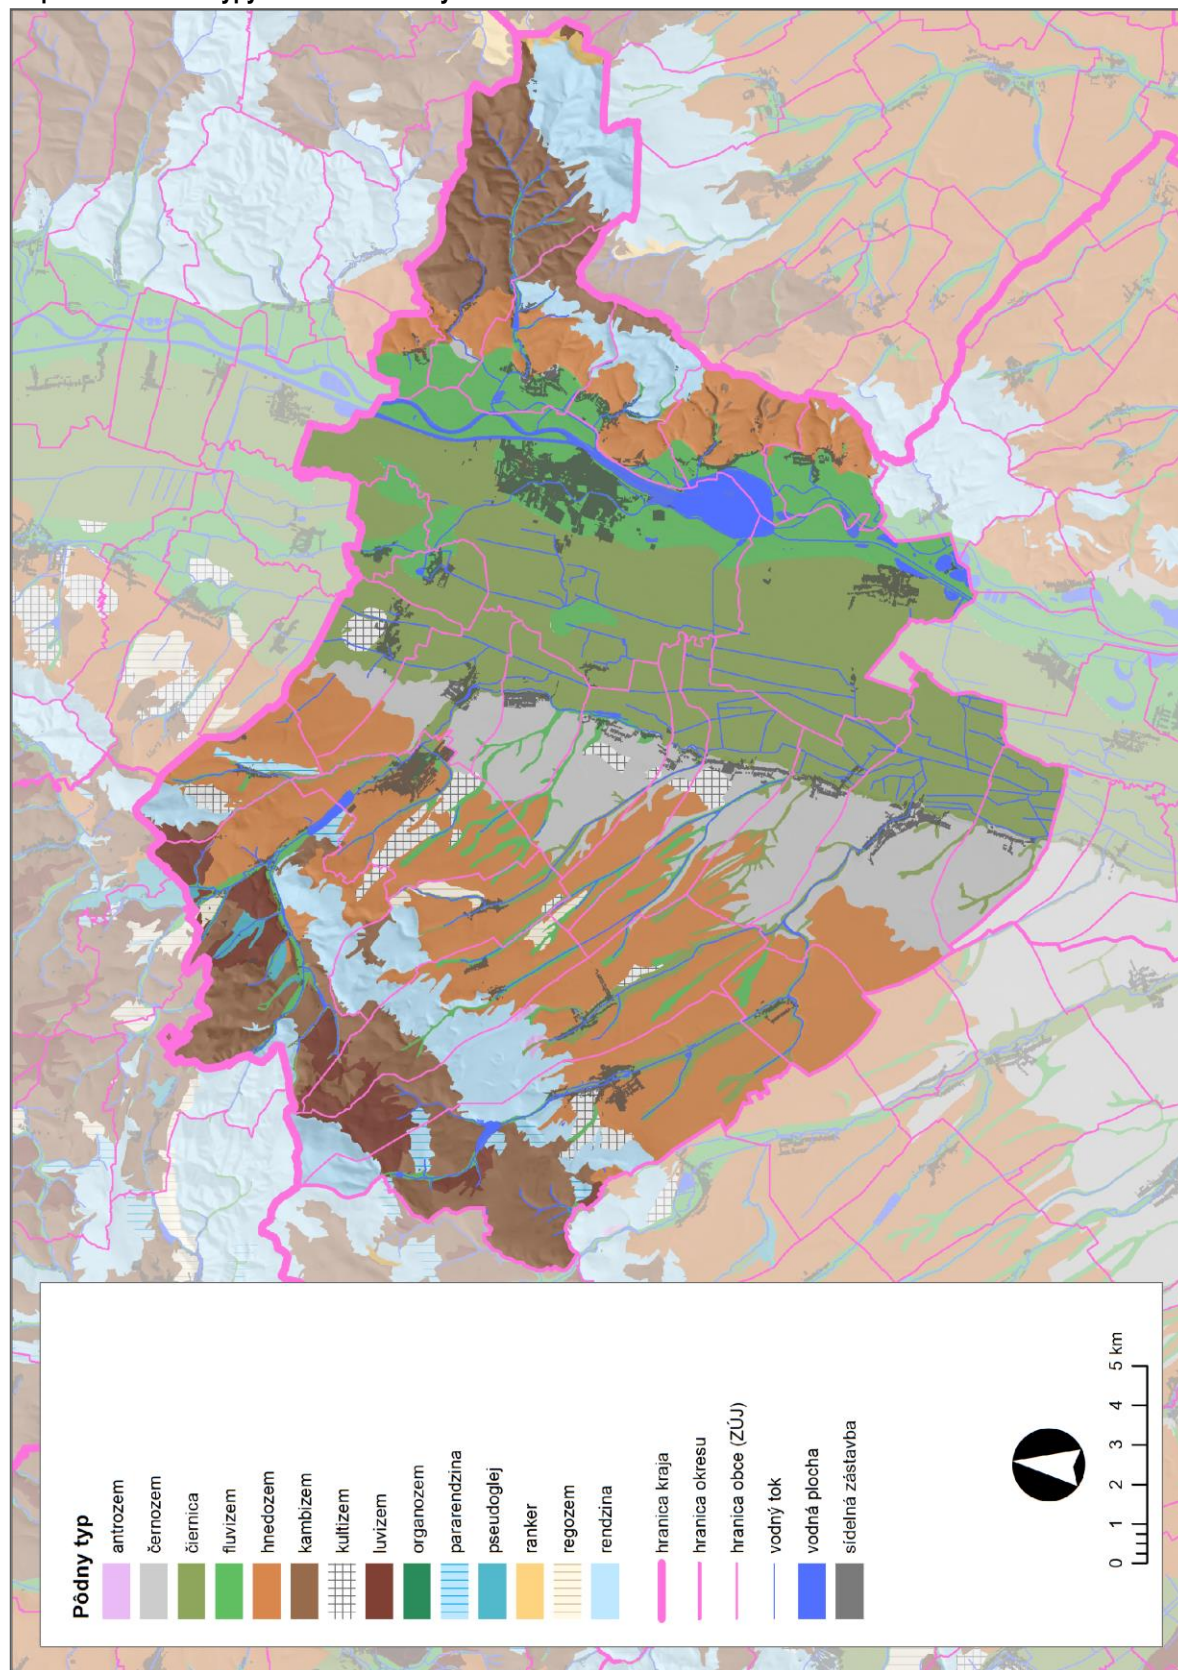 Pôdny typ
antrozem
černozem
čiernica
fluvizem
hnedozem
kambizem
kultizem
luvizem
organozem
pararendzina
pseudoglej
ranker
regozem
rendzina
hranica kraja
hranica okresu
hranica obce (ZÚJ)
vodný tok
vodná plocha
sídelná zástavba
0 1 2 3 4 5 km